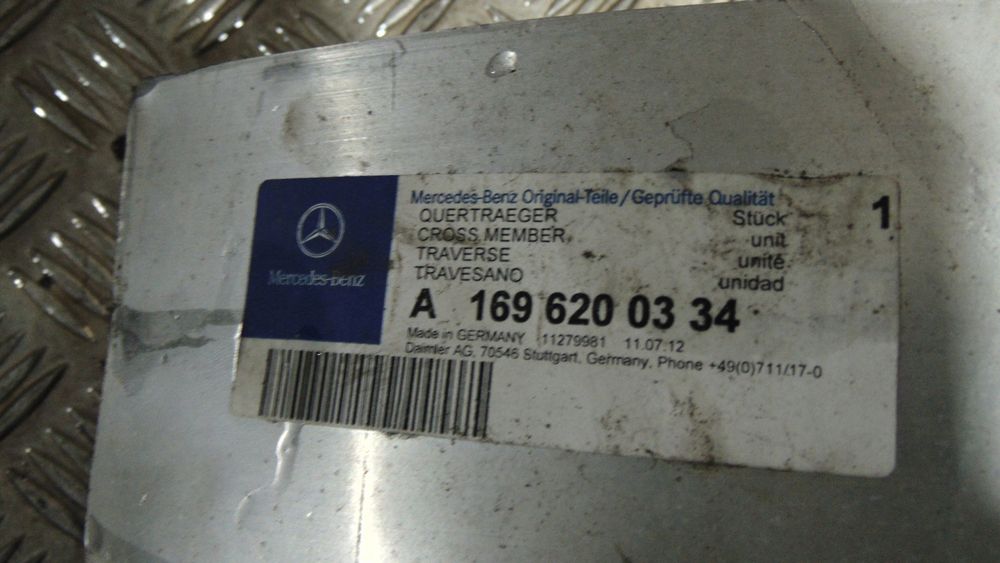 Mercedes-Benz Original-Teile/Geprüfte Qualität
QUERTRAEGER Stück 1
CROSS MEMBER unit
TRAVERSE unité
TRAVESANO unidad
Mercedes-Benz
A 169 620 03 34
Made in GERMANY 11279981 11.07.12
Daimler AG, 70546 Stuttgart, Germany, Phone +49(0)711/17-0